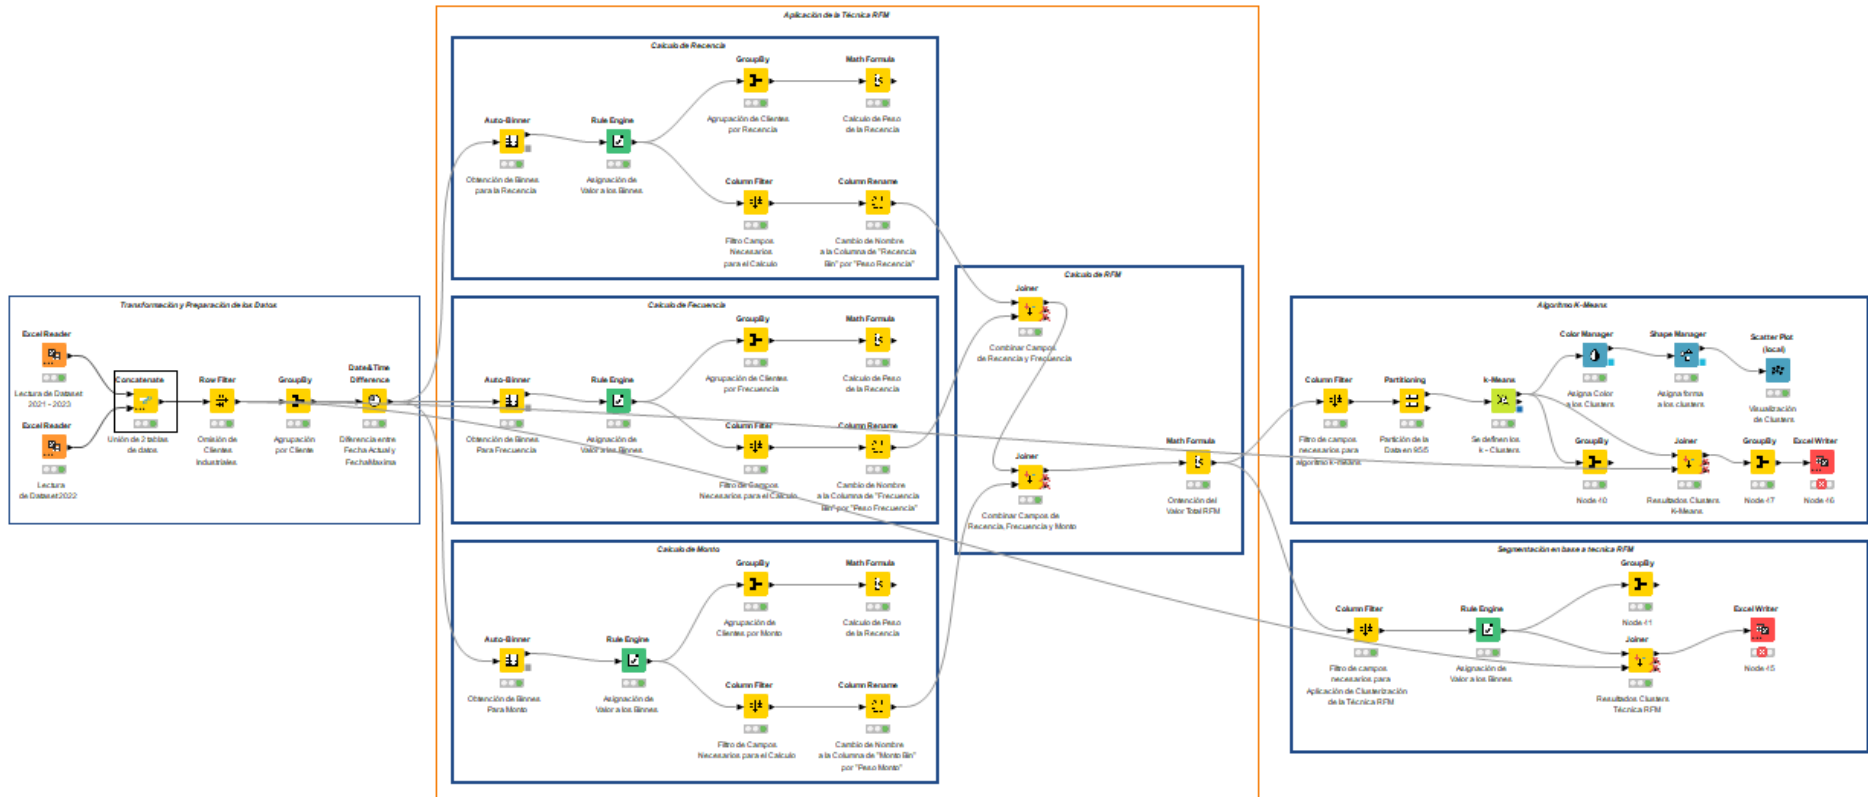 Aplicación de la Técnica RFM
Calculo de Recencia
GroupBy
Agrupación de Clientes
por Recencia
Math Formula
Calculo de Peso
de la Recencia
Auto-Binner
Obtención de Binnes
para la Recencia
Rule Engine
Asignación de
Valor a los Binnes
Column Filter
Filtro Campos
Necesarios
para el Calculo
Column Rename
Cambio de Nombre
a la Columna de "Recencia
Bin" por "Peso Recencia"
Transformación y Preparación de los Datos
Excel Reader
Lectura de Dataset
2021 - 2023
Excel Reader
Lectura
de Dataset 2022
Concatenate
Unión de 2 tablas
de datos
Row Filter
Omisión de
Clientes
Industriales
GroupBy
Agrupación
por Cliente
Date&Time
Difference
Diferencia entre
Fecha Actual y
FechaMaxima
Calculo de Fecuencia
GroupBy
Agrupación de Clientes
por Frecuencia
Math Formula
Calculo de Peso
de la Recencia
Auto-Binner
Obtención de Binnes
Para Frecuencia
Rule Engine
Asignación de
Valor a los Binnes
Column Filter
Filtro de Campos
Necesarios para el Calculo
Column Rename
Cambio de Nombre
a la Columna de "Frecuencia
Bin" por "Peso Frecuencia"
Calculo de Monto
GroupBy
Agrupación de
Clientes por Monto
Math Formula
Calculo de Peso
de la Recencia
Auto-Binner
Obtención de Binnes
Para Monto
Rule Engine
Asignación de
Valor a los Binnes
Column Filter
Filtro de Campos
Necesarios para el Calculo
Column Rename
Cambio de Nombre
a la Columna de "Monto Bin"
por "Peso Monto"
Calculo de RFM
Joiner
Combinar Campos
de Recencia y Frecuencia
Joiner
Combinar Campos de
Recencia, Frecuencia y Monto
Math Formula
Obtención del
Valor Total RFM
Algoritmo K-Means
Column Filter
Filtro de campos
necesarios para
algoritmo k-means
Partitioning
Partición de la
Data en 95/5
k-Means
Se definen los
k - Clusters
Color Manager
Asigna Color
a los Clusters
Shape Manager
Asigna forma
a los clusters
Scatter Plot
(local)
Visualización
de Clusters
GroupBy
Node 40
Joiner
Resultados Clusters
K-Means
GroupBy
Node 47
Excel Writer
Node 46
Segmentación en base a tecnica RFM
Column Filter
Filtro de campos
necesarios para
Aplicación de Clusterización
de la Técnica RFM
Rule Engine
Asignación de
Valor a los Binnes
GroupBy
Node 41
Joiner
Resultados Clusters
Técnica RFM
Excel Writer
Node 45